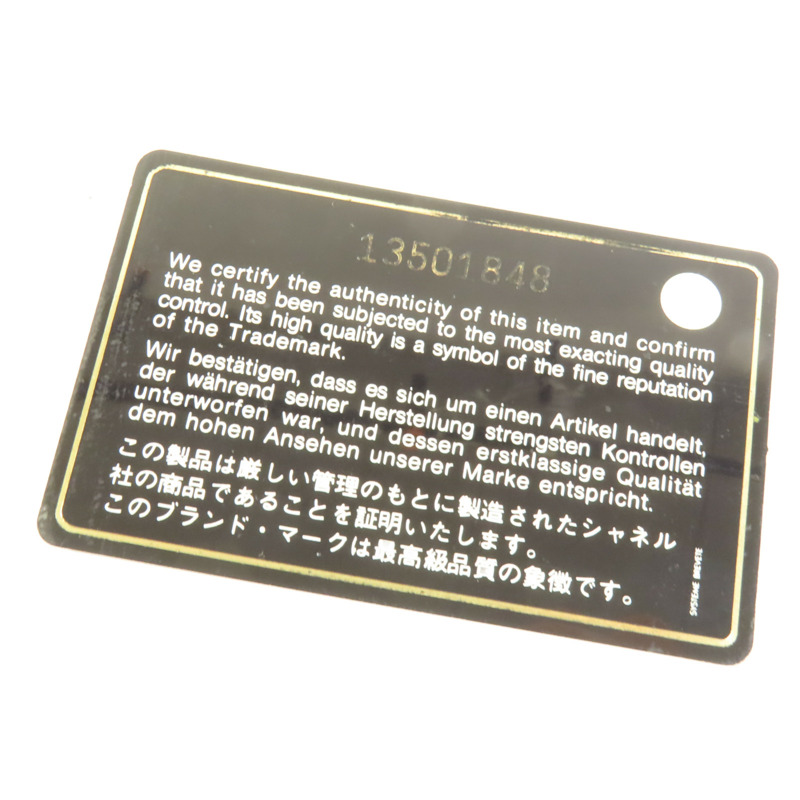 13501848
We certify the authenticity of this item and confirm
that it has been subjected to the most exacting quality
control. Its high quality is a symbol of the fine reputation
of the Trademark.
Wir bestätigen, dass es sich um einen Artikel handelt,
der während seiner Herstellung strengsten Kontrollen
unterworfen war, und dessen erstklassige Qualität
dem hohen Ansehen unserer Marke entspricht.
この製品は厳しい管理のもとに製造されたシャネル
社の商品であることを証明いたします。
このブランド・マークは最高級品質の象徴です。
SYSTEME BREVETE